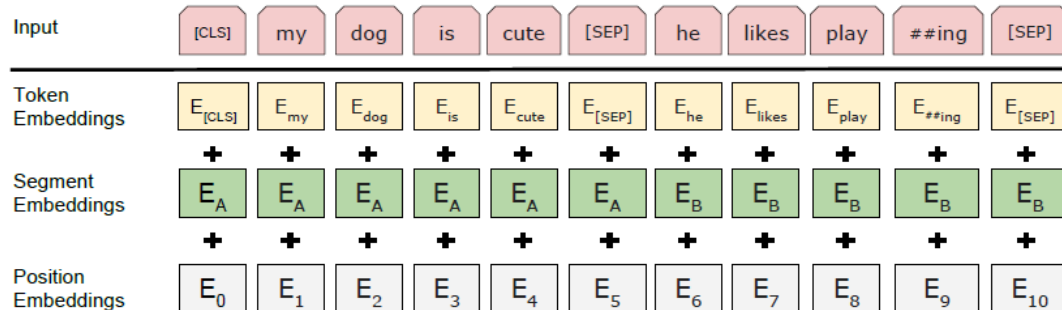 Input [CLS] my dog is cute [SEP] he likes play ##ing [SEP]
Token
Embeddings E[CLS] Emy Edog Eis Ecute E[SEP] Ehe Elikes Eplay E##ing E[SEP]
+ + + + + + + + + + +
Segment
Embeddings EA EA EA EA EA EA EB EB EB EB EB
+ + + + + + + + + + +
Position
Embeddings E0 E1 E2 E3 E4 E5 E6 E7 E8 E9 E10